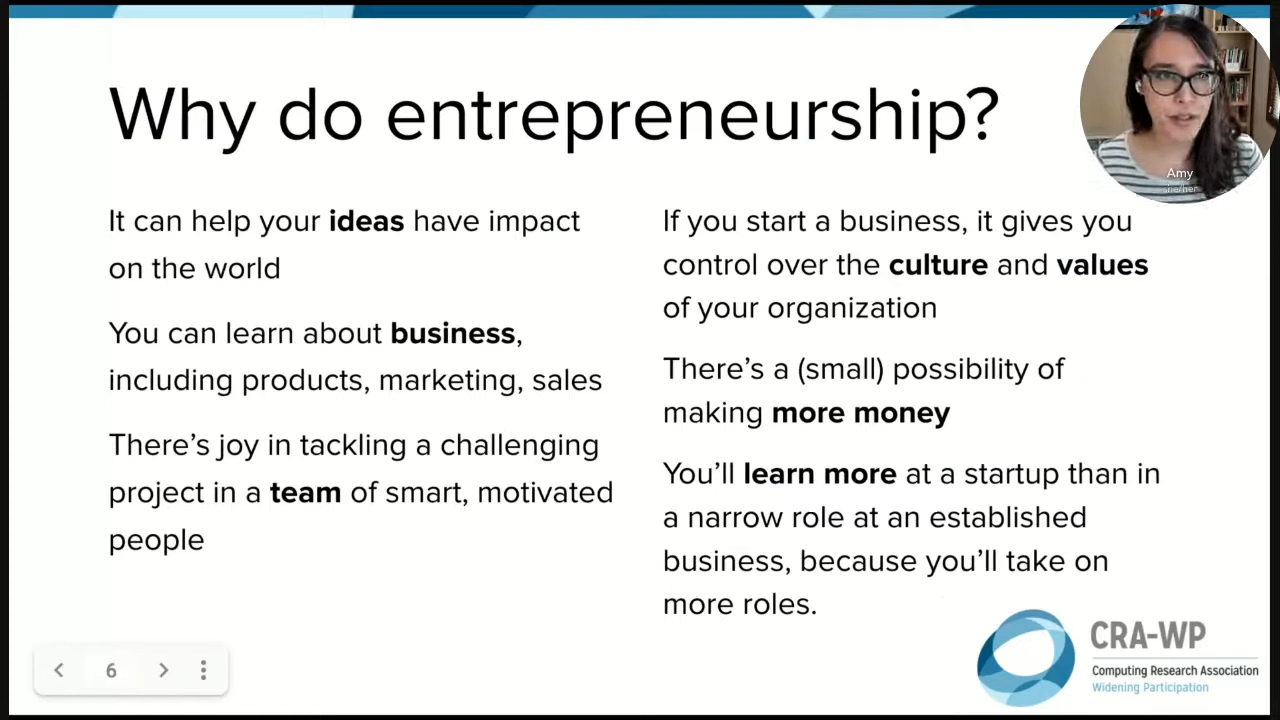 Why do entrepreneurship?
It can help your ideas have impact
on the world
You can learn about business,
including products, marketing, sales
There's joy in tackling a challenging
project in a team of smart, motivated
people
If you start a business, it gives you
control over the culture and values
of your organization
There's a (small) possibility of
making more money
You'll learn more at a startup than in
a narrow role at an established
business, because you'll take on
more roles.
Amy
she/her
6
CRA-WP
Computing Research Association
Widening Participation